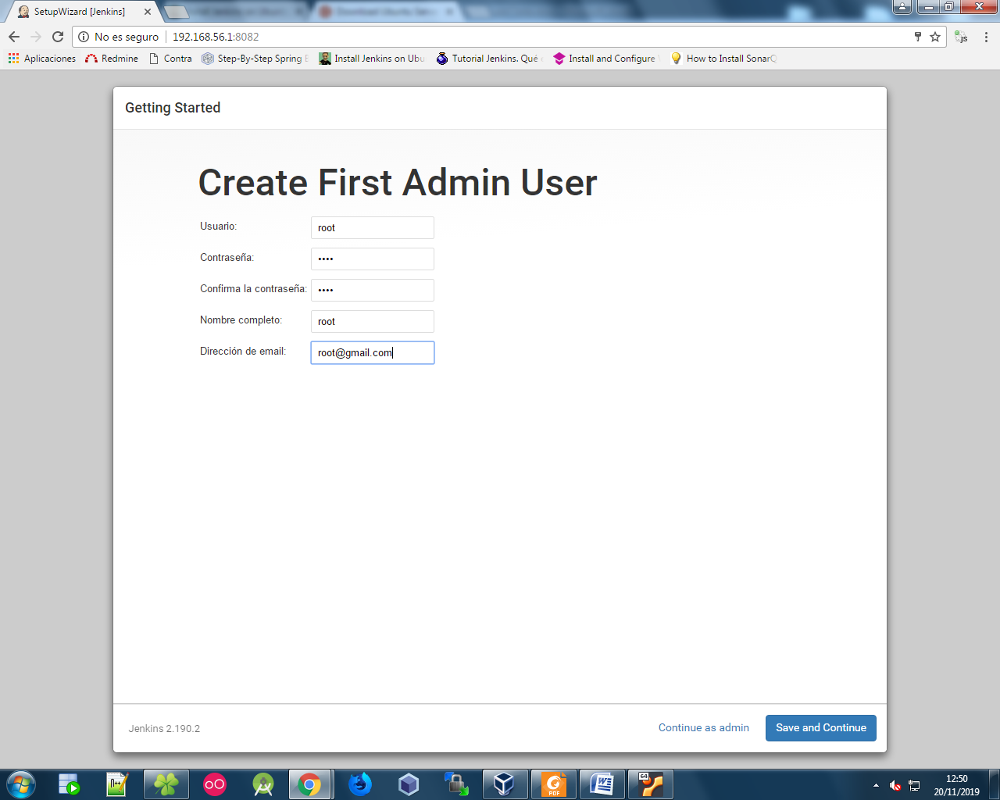 SetupWizard [Jenkins]
No es seguro 192.168.56.1:8082
Aplicaciones Redmine Contra Step-By-Step Spring Install Jenkins on Ubu Tutorial Jenkins. Qué Install and Configure How to Install SonarQ
Getting Started
Create First Admin User
Usuario: root
Contraseña: ••••
Confirma la contraseña: ••••
Nombre completo: root
Dirección de email: root@gmail.com
Jenkins 2.190.2
Continue as admin
Save and Continue
12:50
20/11/2019